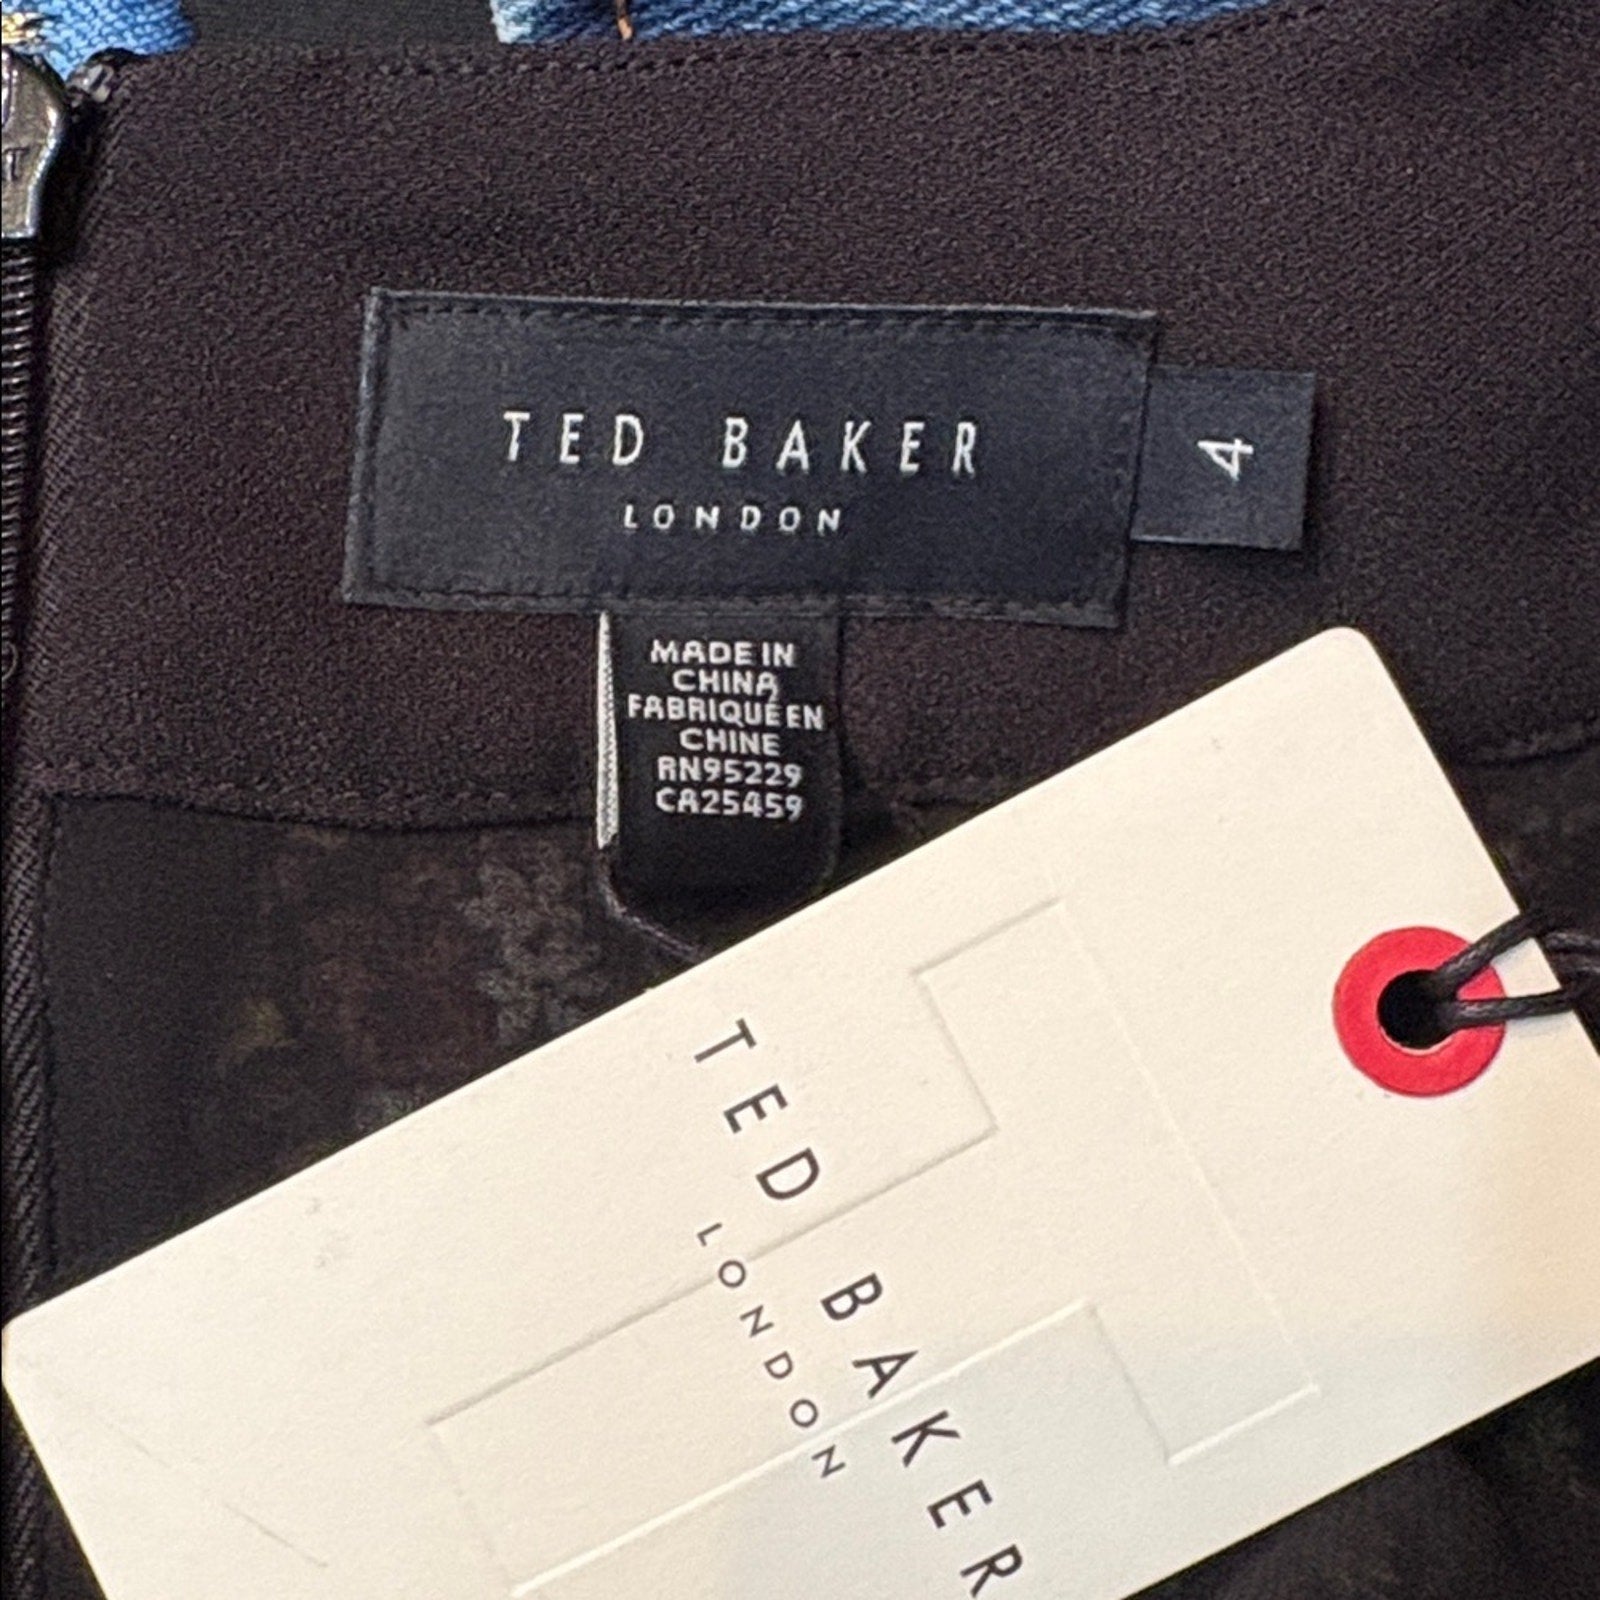 TED BAKER
LONDON
4
MADE IN
CHINA
FABRIQUÉ EN
CHINE
RN95229
CA25459
TED BAKER
LONDON